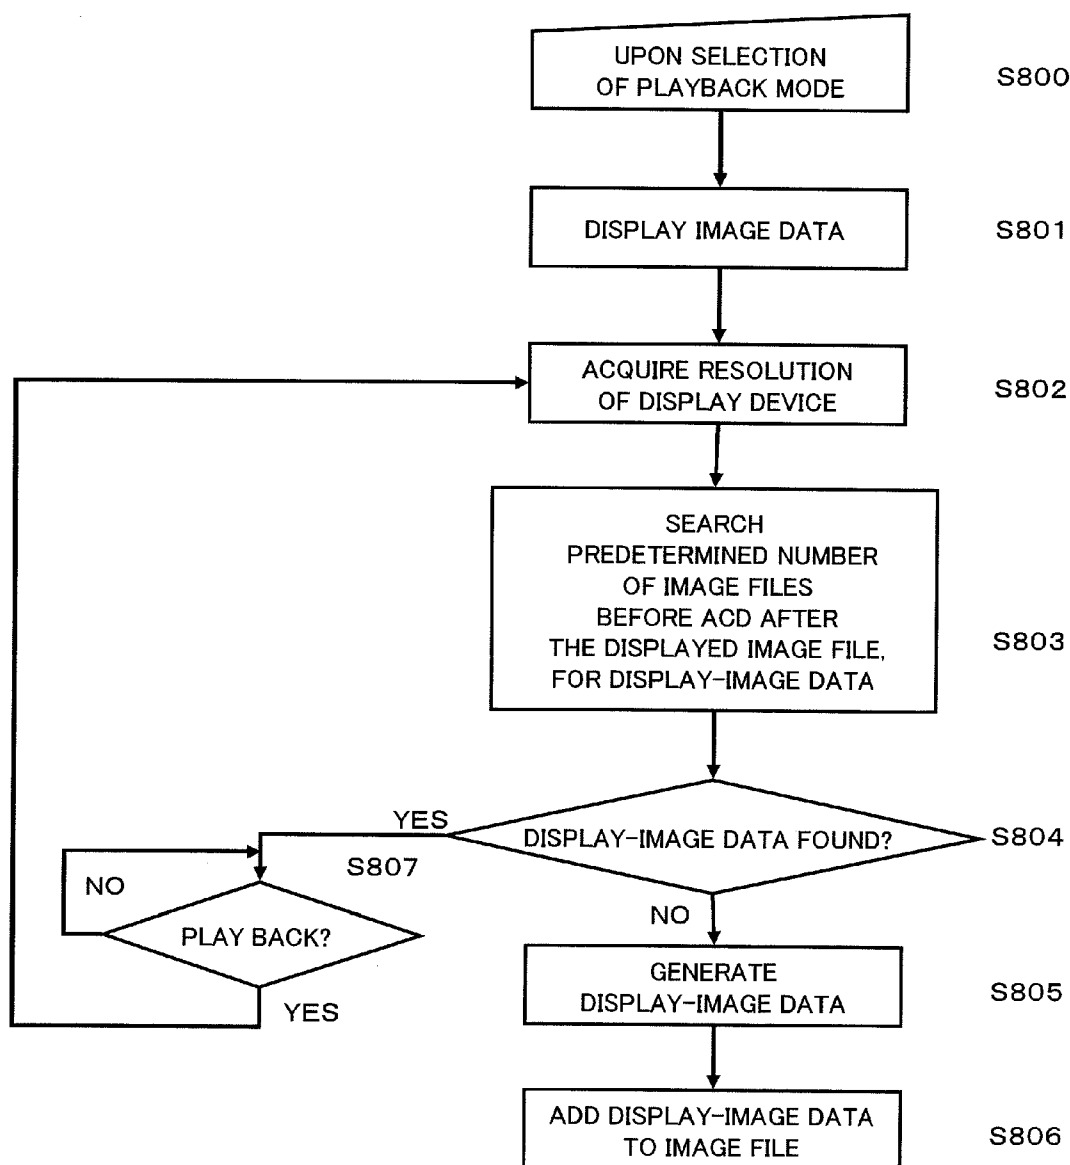 UPON SELECTION
OF PLAYBACK MODE
S800
DISPLAY IMAGE DATA
S801
ACQUIRE RESOLUTION
OF DISPLAY DEVICE
S802
SEARCH
PREDETERMINED NUMBER
OF IMAGE FILES
BEFORE ACD AFTER
THE DISPLAYED IMAGE FILE,
FOR DISPLAY-IMAGE DATA
S803
YES
DISPLAY-IMAGE DATA FOUND?
S804
S807
NO
PLAY BACK?
YES
NO
GENERATE
DISPLAY-IMAGE DATA
S805
ADD DISPLAY-IMAGE DATA
TO IMAGE FILE
S806